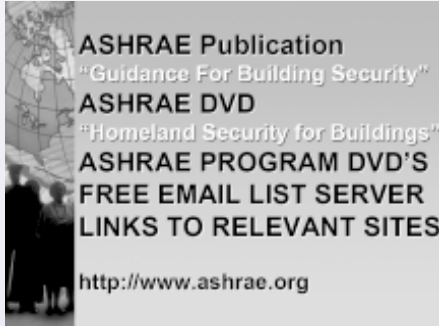 ASHRAE Publication
"Guidance For Building Security"
ASHRAE DVD
"Homeland Security for Buildings"
ASHRAE PROGRAM DVD'S
FREE EMAIL LIST SERVER
LINKS TO RELEVANT SITES
http://www.ashrae.org